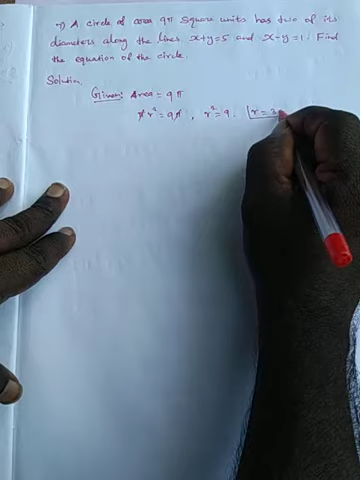 7) A circle of area 9π square units has two of its
diameters along the lines x+y=5 and x-y=1. Find
the equation of the circle.
Solution
Given: Area = 9π
πr² = 9π, r² = 9. r = 3